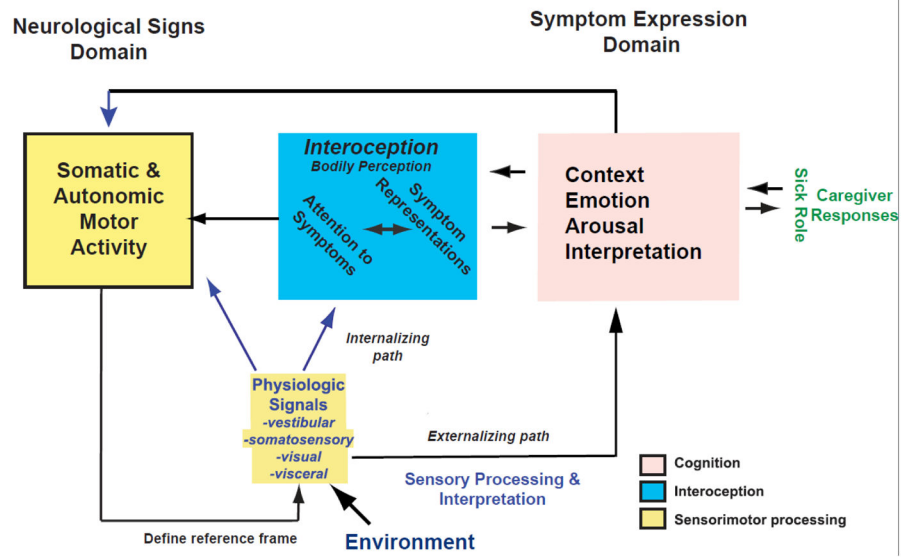 Neurological Signs
Domain
Symptom Expression
Domain
Somatic &
Autonomic
Motor
Activity
Interoception
Bodily Perception
Attention to
Symptoms
Symptom
Representations
Context
Emotion
Arousal
Interpretation
Sick Role
Caregiver
Responses
Internalizing
path
Physiologic
Signals
-vestibular
-somatosensory
-visual
-visceral
Externalizing path
Sensory Processing &
Interpretation
Define reference frame
Environment
Cognition
Interoception
Sensorimotor processing